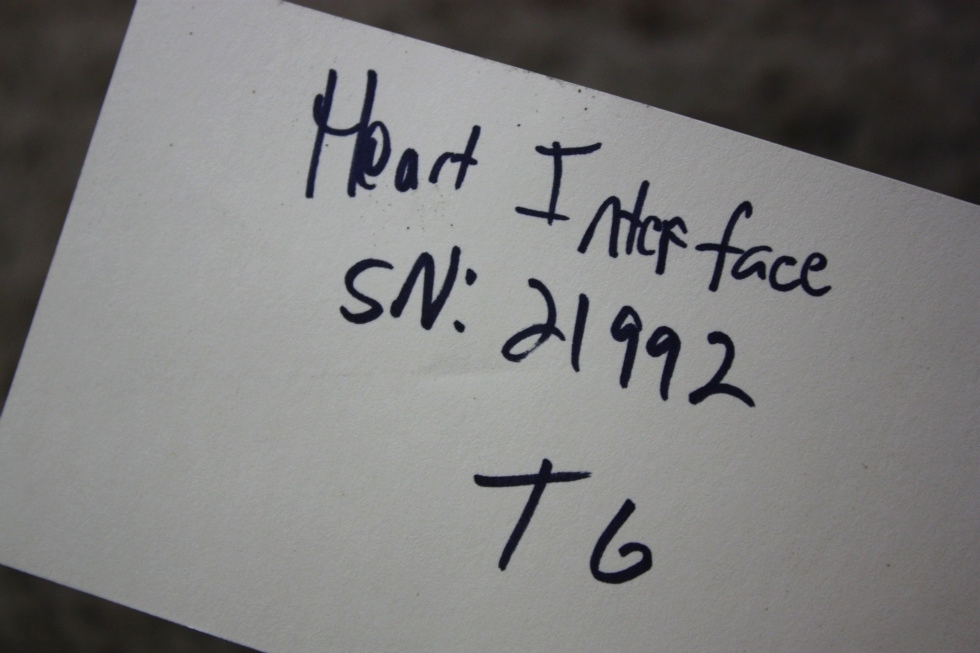 Heart Interface
SN: 21992
T6